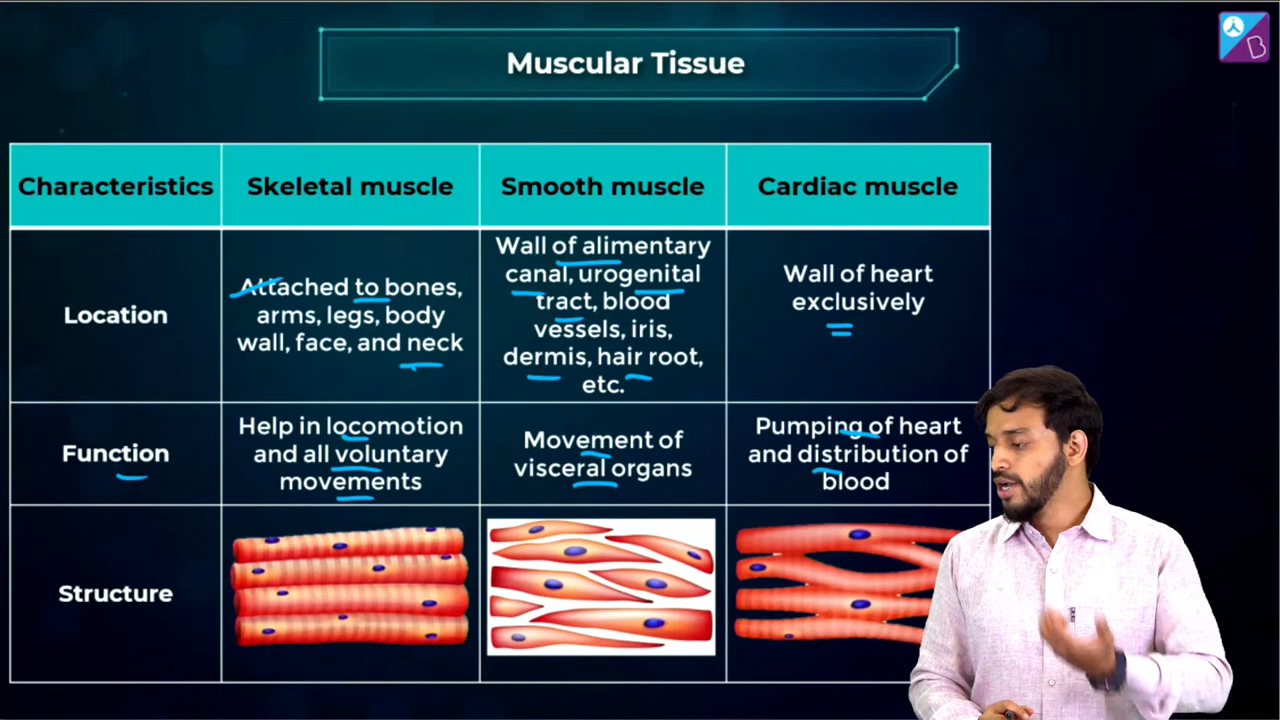 Muscular Tissue
Characteristics
Skeletal muscle
Smooth muscle
Cardiac muscle
Location
Attached to bones,
arms, legs, body
wall, face, and neck
Wall of alimentary
canal, urogenital
tract, blood
vessels, iris,
dermis, hair root,
etc.
Wall of heart
exclusively
Function
Help in locomotion
and all voluntary
movements
Movement of
visceral organs
Pumping of heart
and distribution of
blood
Structure
B